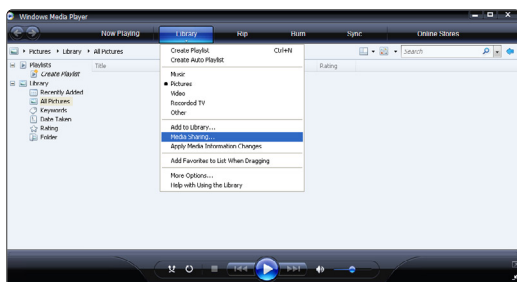 Windows Media Player
Now Playing
Library
Rip
Burn
Sync
Online Stores
Pictures
Library
All Pictures
Search
Playlists
Create Playlist
Library
Recently Added
All Pictures
Keywords
Date Taken
Rating
Folder
Title
Rating
Create Playlist Ctrl+N
Create Auto Playlist
Music
Pictures
Video
Recorded TV
Other
Add to Library...
Media Sharing...
Apply Media Information Changes
Add Favorites to List When Dragging
More Options...
Help with Using the Library